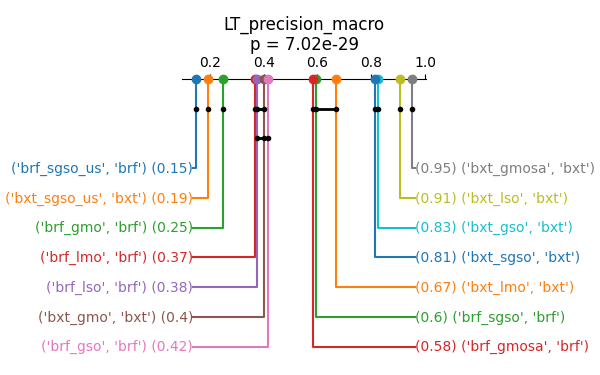 LT_precision_macro
p = 7.02e-29
0.2 0.4 0.6 0.8 1.0
('brf_sgso_us', 'brf') (0.15) (0.95) ('bxt_gmosa', 'bxt')
('bxt_sgso_us', 'bxt') (0.19) (0.91) ('bxt_lso', 'bxt')
('brf_gmo', 'brf') (0.25) (0.83) ('bxt_gso', 'bxt')
('brf_lmo', 'brf') (0.37) (0.81) ('bxt_sgso', 'bxt')
('brf_lso', 'brf') (0.38) (0.67) ('bxt_lmo', 'bxt')
('bxt_gmo', 'bxt') (0.4) (0.6) ('brf_sgso', 'brf')
('brf_gso', 'brf') (0.42) (0.58) ('brf_gmosa', 'brf')